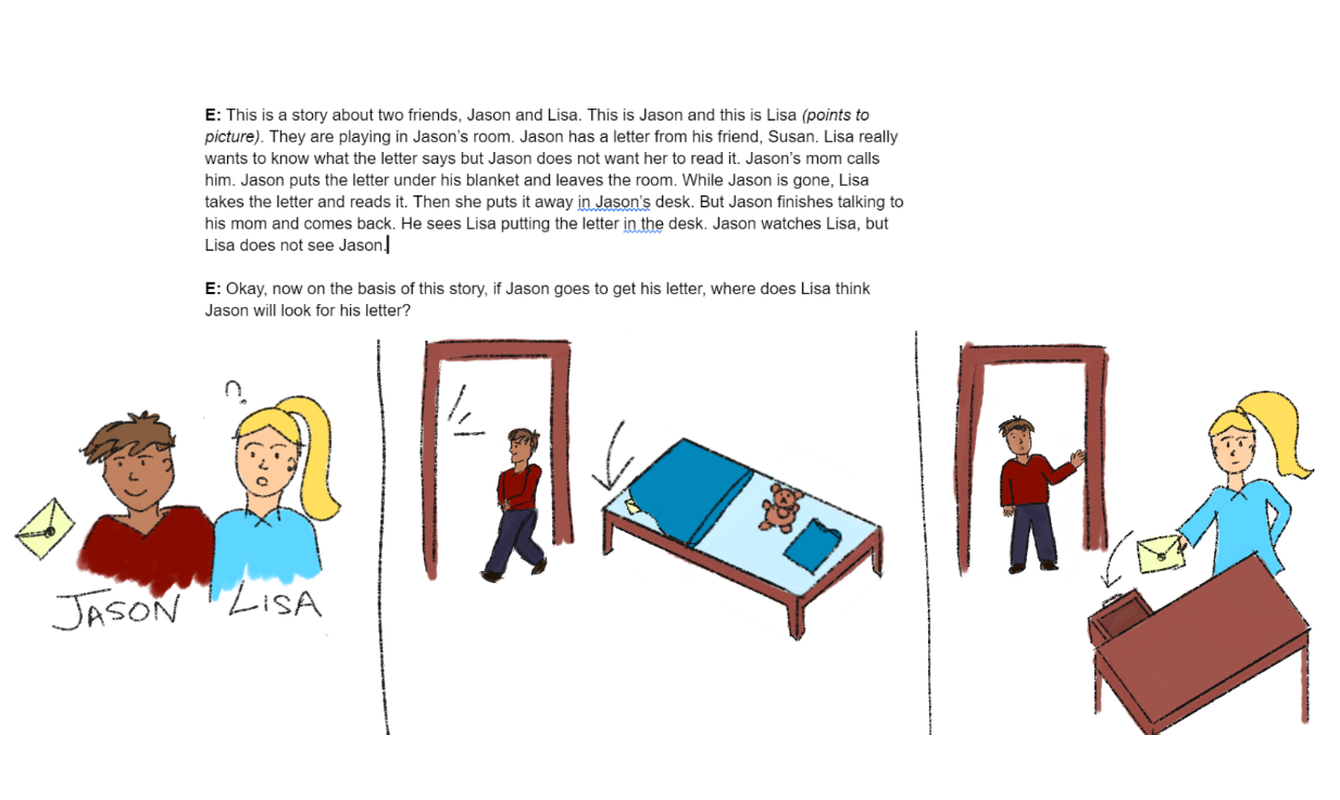 E: This is a story about two friends, Jason and Lisa. This is Jason and this is Lisa (points to
picture). They are playing in Jason’s room. Jason has a letter from his friend, Susan. Lisa really
wants to know what the letter says but Jason does not want her to read it. Jason’s mom calls
him. Jason puts the letter under his blanket and leaves the room. While Jason is gone, Lisa
takes the letter and reads it. Then she puts it away in Jason’s desk. But Jason finishes talking to
his mom and comes back. He sees Lisa putting the letter in the desk. Jason watches Lisa, but
Lisa does not see Jason.
E: Okay, now on the basis of this story, if Jason goes to get his letter, where does Lisa think
Jason will look for his letter?
?
JASON LISA